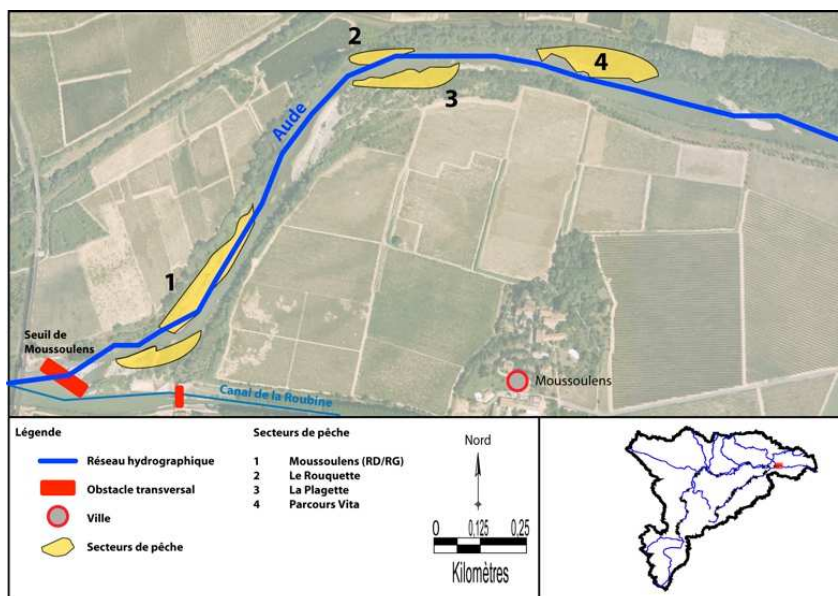 2
4
3
Aude
1
Seuil de
Moussoulens
Canal de la Roubine
Moussoulens
Légende
Réseau hydrographique
Obstacle transversal
Ville
Secteurs de pêche
Secteurs de pêche
1 Moussoulens (RD/RG)
2 Le Rouquette
3 La Plagette
4 Parcours Vita
Nord
0 0,125 0,25
Kilomètres